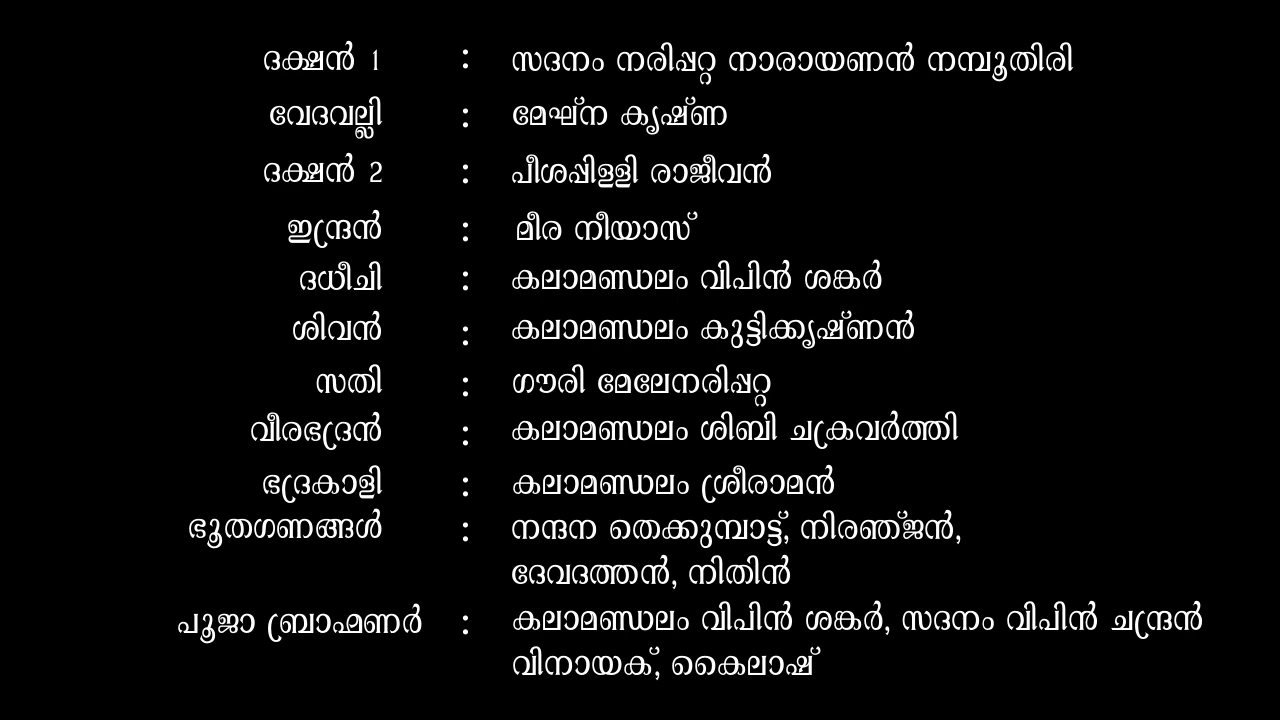 ദക്ഷൻ 1 : സദനം നരിപ്പറ്റ നാരായണൻ നമ്പൂതിരി
വേദവല്ലി : മേഘ്ന കൃഷ്ണ
ദക്ഷൻ 2 : പീശപ്പിള്ളി രാജീവൻ
ഇന്ദ്രൻ : മീര നീയാസ്
ദധീചി : കലാമണ്ഡലം വിപിൻ ശങ്കർ
ശിവൻ : കലാമണ്ഡലം കുട്ടിക്കൃഷ്ണൻ
സതി : ഗൗരി മേലേനരിപ്പറ്റ
വീരഭദ്രൻ : കലാമണ്ഡലം ശിബി ചക്രവർത്തി
ഭദ്രകാളി : കലാമണ്ഡലം ശ്രീരാമൻ
ഭൂതഗണങ്ങൾ : നന്ദന തെക്കുമ്പാട്ട്, നിരഞ്ജൻ,
ദേവദത്തൻ, നിതിൻ
പൂജാ ബ്രാഹ്മണർ : കലാമണ്ഡലം വിപിൻ ശങ്കർ, സദനം വിപിൻ ചന്ദ്രൻ
വിനായക്, കൈലാഷ്